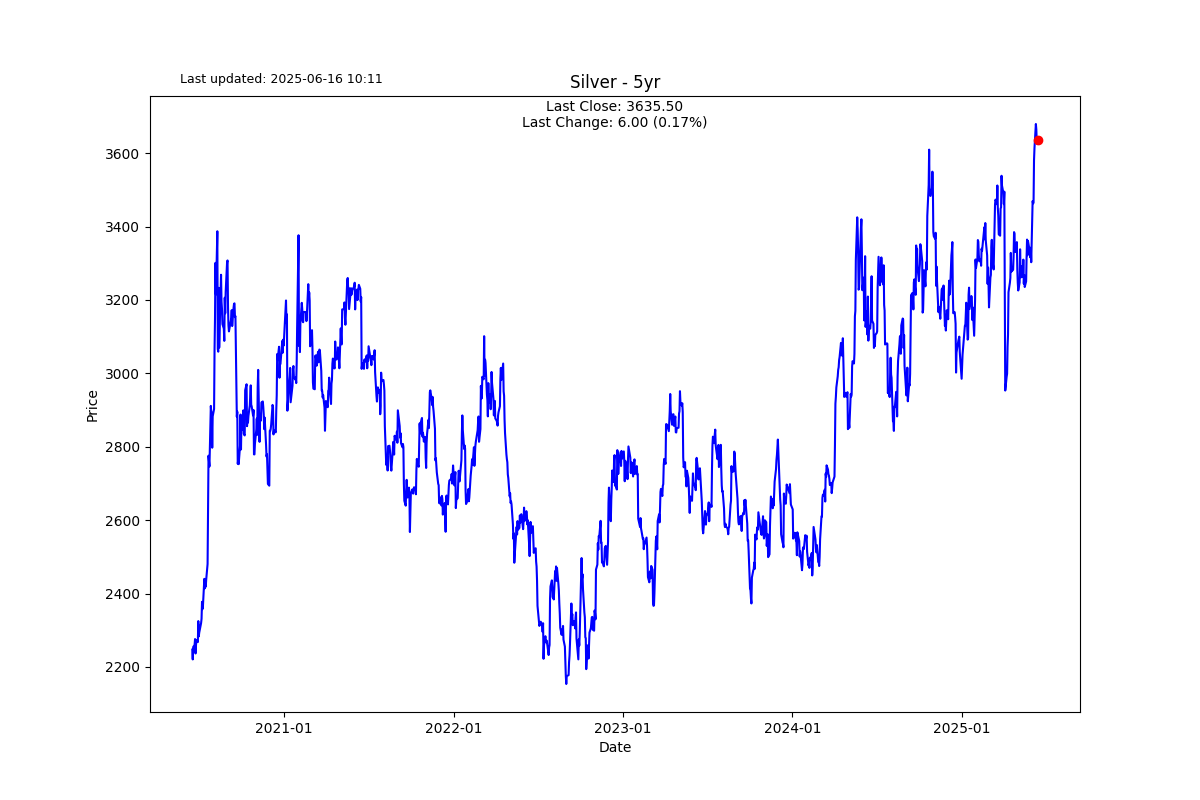 Last updated: 2025-06-16 10:11
Silver - 5yr
Last Close: 3635.50
Last Change: 6.00 (0.17%)
Price
3600
3400
3200
3000
2800
2600
2400
2200
2021-01
2022-01
2023-01
2024-01
2025-01
Date